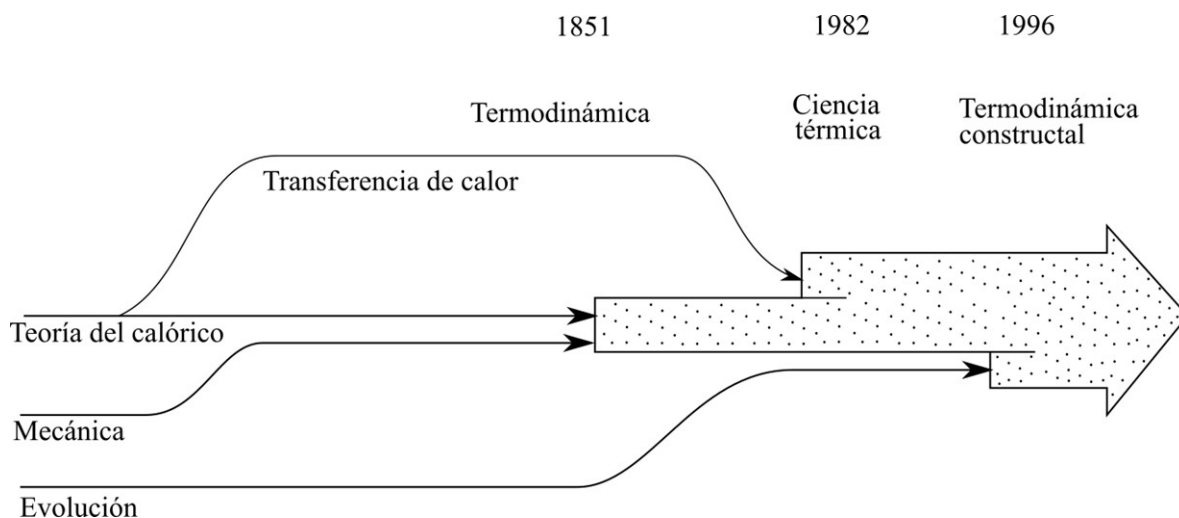 1851
1982
1996
Termodinámica
Ciencia
térmica
Termodinámica
constructal
Transferencia de calor
Teoría del calórico
Mecánica
Evolución